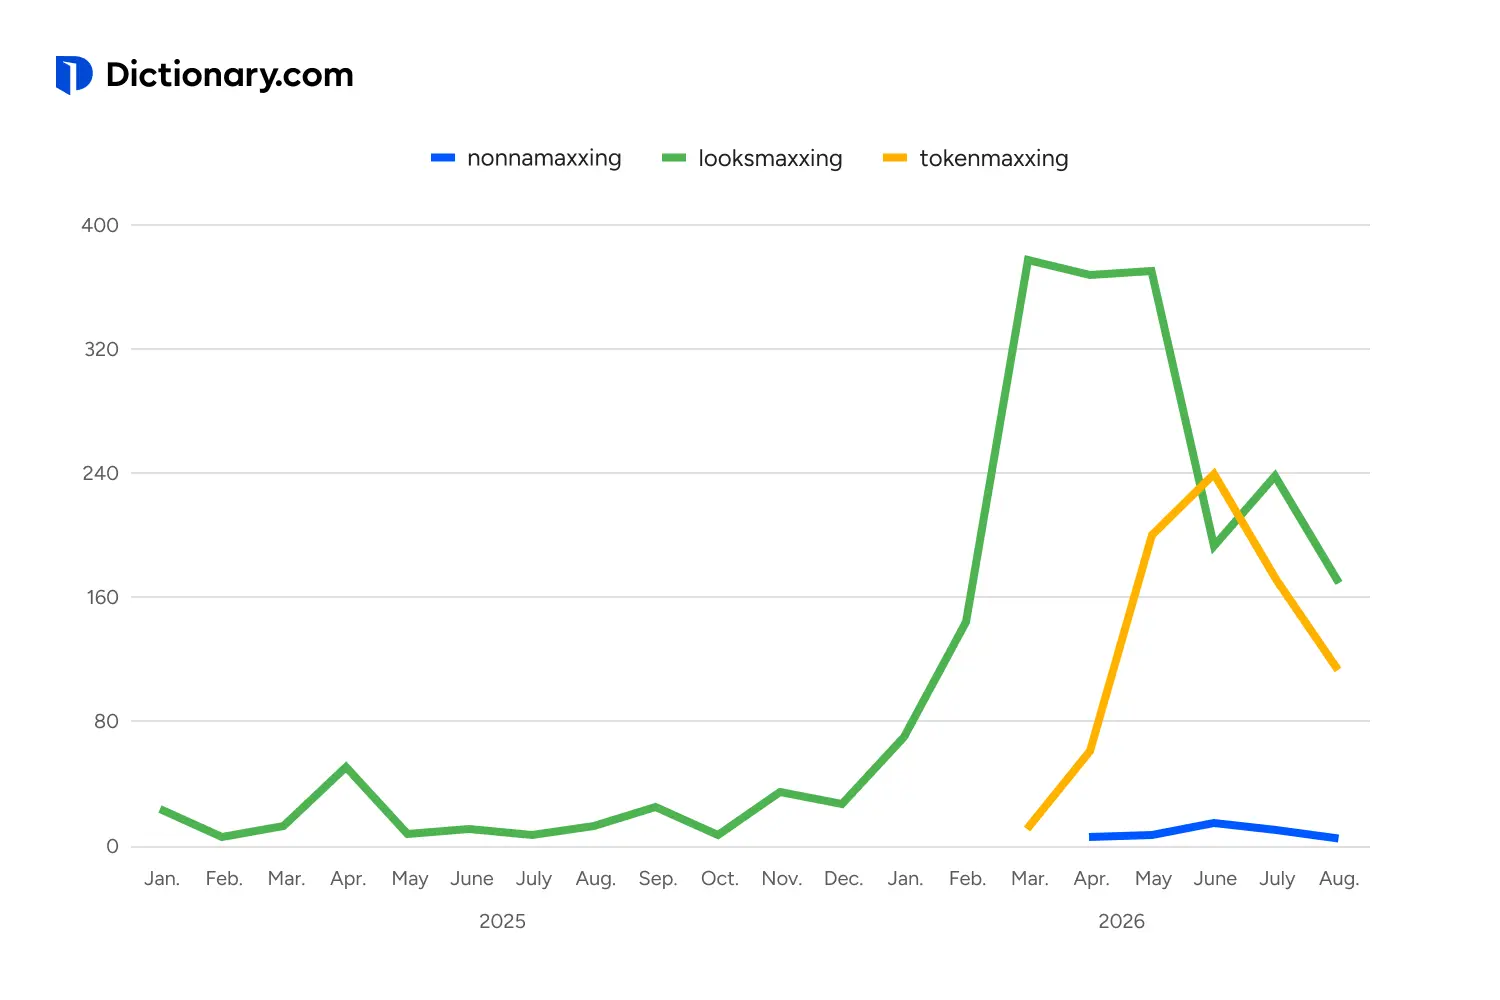 Dictionary.com
nonnamaxxing looksmaxxing tokenmaxxing
400
320
240
160
80
0
Jan. Feb. Mar. Apr. May June July Aug. Sep. Oct. Nov. Dec. Jan. Feb. Mar. Apr. May June July Aug.
2025 2026